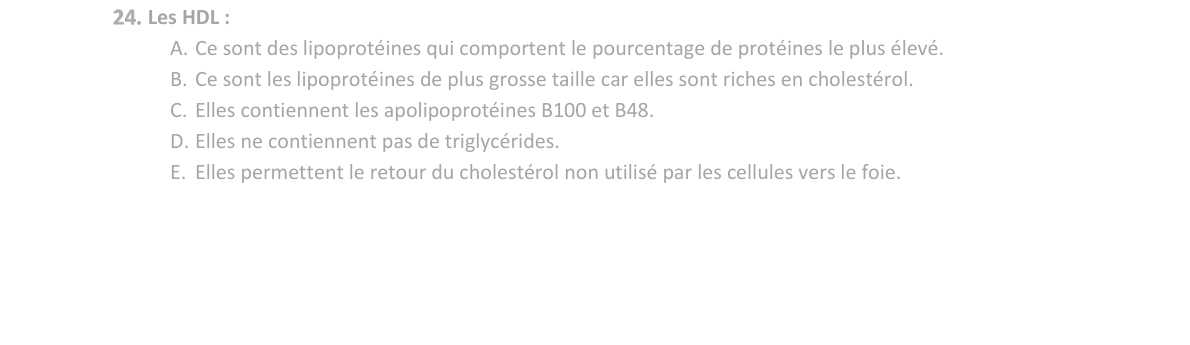 24. Les HDL :
A. Ce sont des lipoprotéines qui comportent le pourcentage de protéines le plus élevé.
B. Ce sont les lipoprotéines de plus grosse taille car elles sont riches en cholestérol.
C. Elles contiennent les apolipoprotéines B100 et B48.
D. Elles ne contiennent pas de triglycérides.
E. Elles permettent le retour du cholestérol non utilisé par les cellules vers le foie.